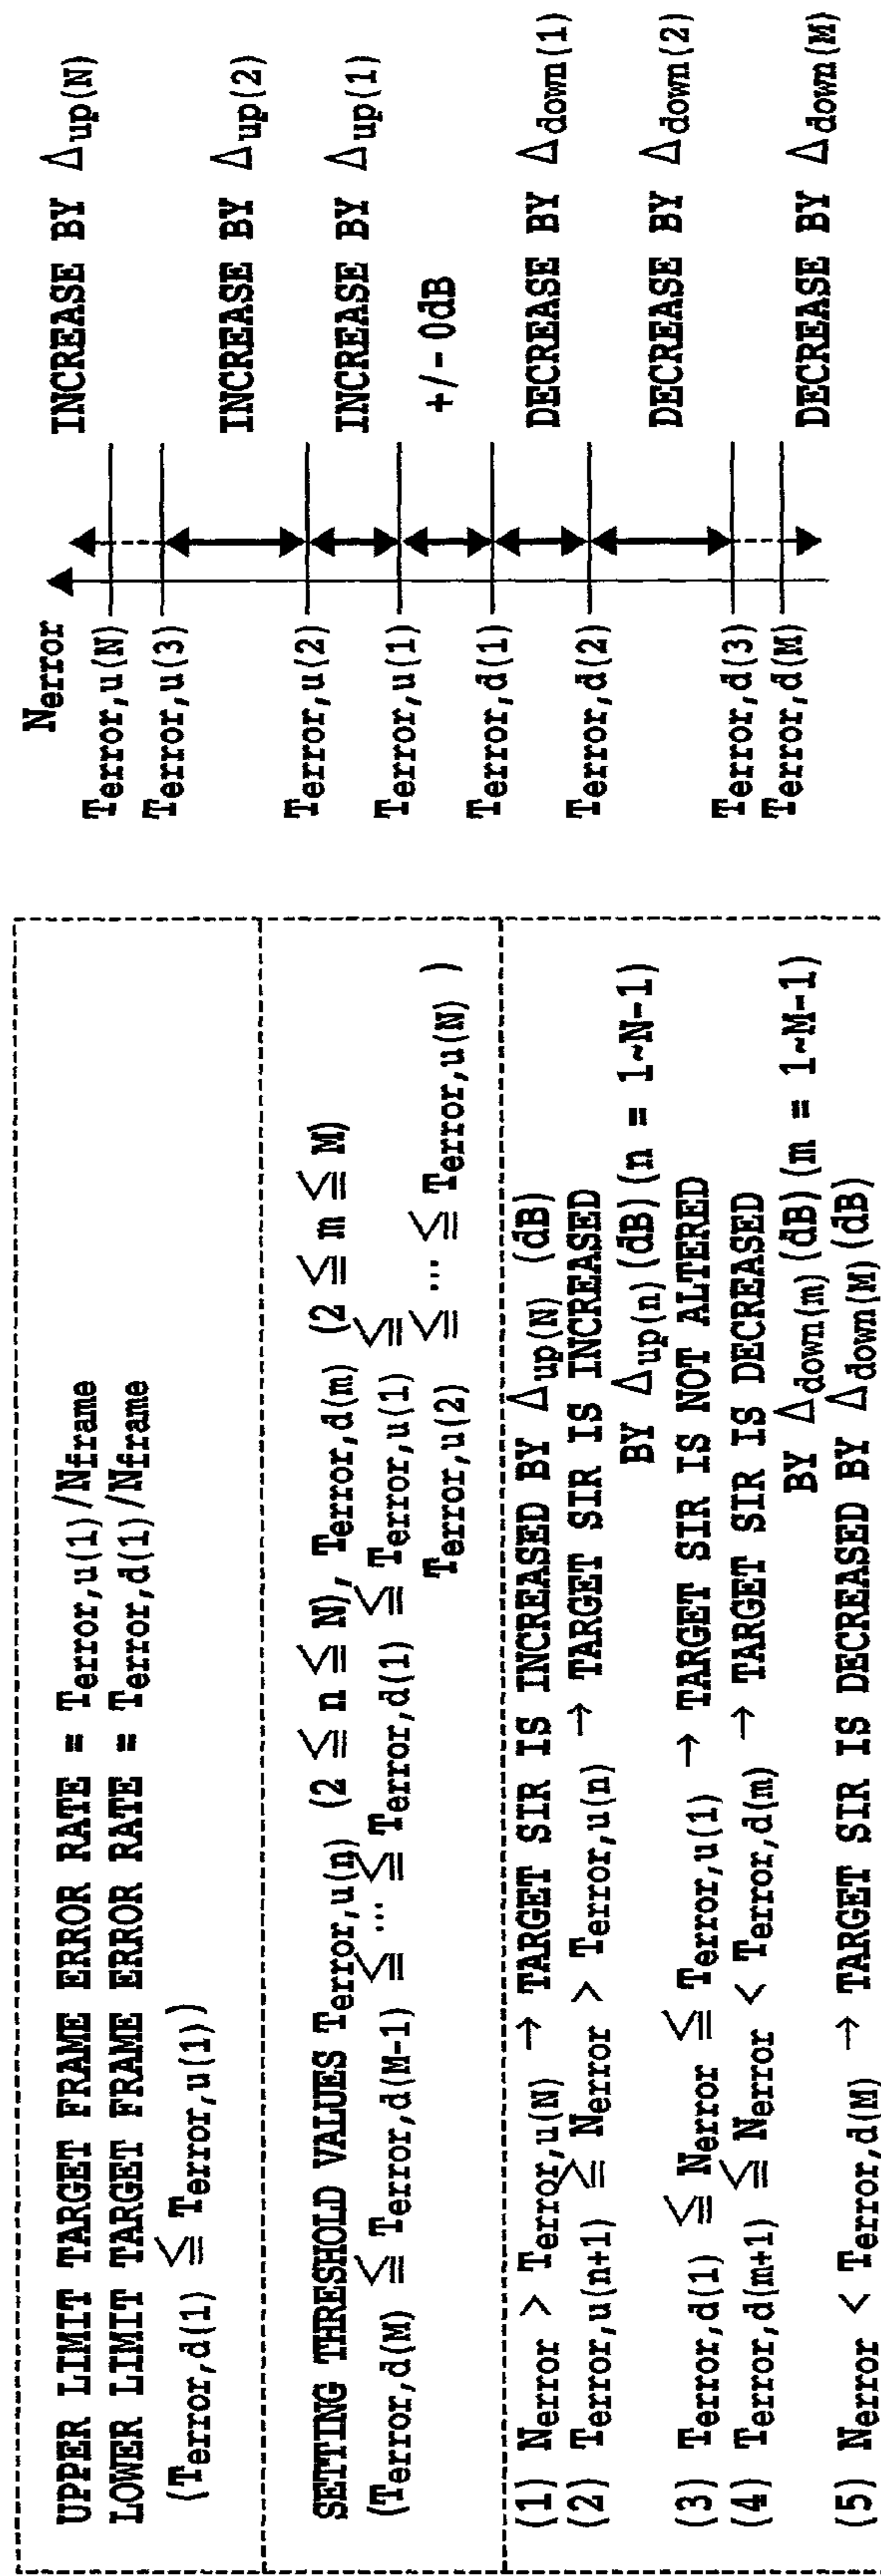 UPPER LIMIT TARGET FRAME ERROR RATE = Terror,u(1)/Nframe
LOWER LIMIT TARGET FRAME ERROR RATE = Terror,d(1)/Nframe
(Terror,d(1) ≦ Terror,u(1))
SETTING THRESHOLD VALUES Terror,u(n) (2 ≦ n ≦ N), Terror,d(m) (2 ≦ m ≦ M)
(Terror,d(M) ≦ Terror,d(M-1) ≦ ... ≦ Terror,d(1) ≦ Terror,u(1) ≦
Terror,u(2) ≦ ... ≦ Terror,u(N) )
(1) Nerror > Terror,u(N) → TARGET SIR IS INCREASED BY Δup(N) (dB)
(2) Terror,u(n+1) ≧ Nerror > Terror,u(n) → TARGET SIR IS INCREASED
BY Δup(n) (dB) (n = 1~N-1)
(3) Terror,d(1) ≦ Nerror ≦ Terror,u(1) → TARGET SIR IS NOT ALTERED
(4) Terror,d(m+1) ≦ Nerror < Terror,d(m) → TARGET SIR IS DECREASED
BY Δdown(m) (dB) (m = 1~M-1)
(5) Nerror < Terror,d(M) → TARGET SIR IS DECREASED BY Δdown(M) (dB)
Nerror
Terror,u(N)
Terror,u(3)
Terror,u(2)
Terror,u(1)
Terror,d(1)
Terror,d(2)
Terror,d(3)
Terror,d(M)
INCREASE BY Δup(N)
INCREASE BY Δup(2)
INCREASE BY Δup(1)
+/-0dB
DECREASE BY Δdown(1)
DECREASE BY Δdown(2)
DECREASE BY Δdown(M)